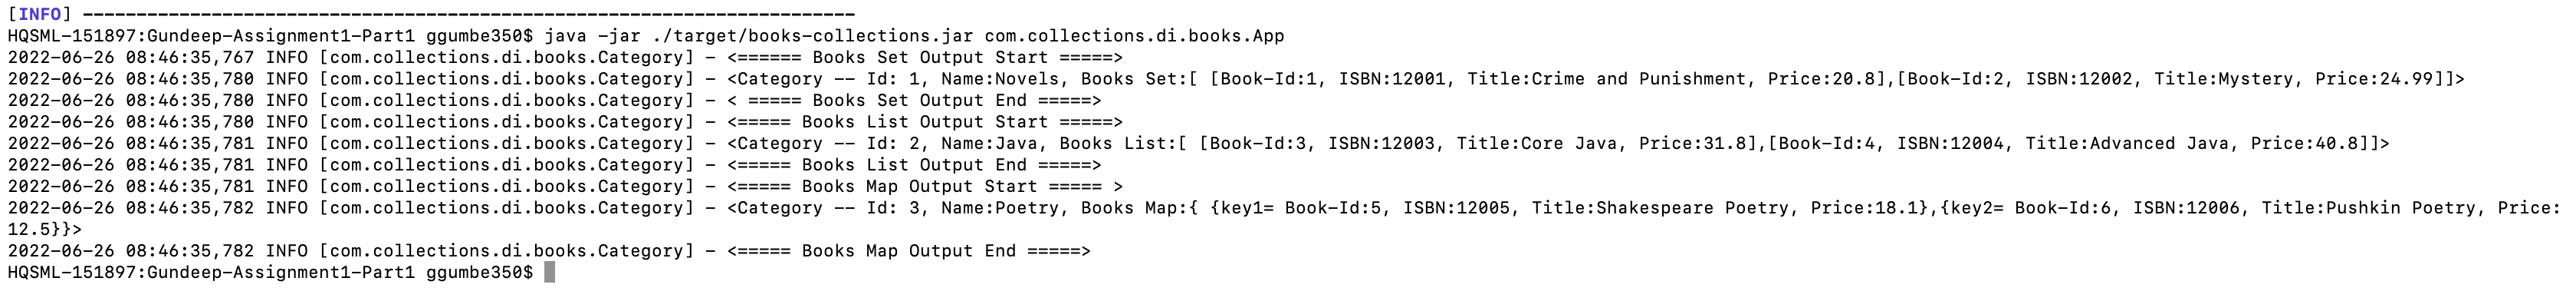 [INFO] ------------------------------------------------------------------------
HQSML-151897:Gundeep-Assignment1-Part1 ggumbe350$ java -jar ./target/books-collections.jar com.collections.di.books.App
2022-06-26 08:46:35,767 INFO [com.collections.di.books.Category] - <====== Books Set Output Start =====>
2022-06-26 08:46:35,780 INFO [com.collections.di.books.Category] - <Category -- Id: 1, Name:Novels, Books Set:[ [Book-Id:1, ISBN:12001, Title:Crime and Punishment, Price:20.8],[Book-Id:2, ISBN:12002, Title:Mystery, Price:24.99]]>
2022-06-26 08:46:35,780 INFO [com.collections.di.books.Category] - < ===== Books Set Output End =====>
2022-06-26 08:46:35,780 INFO [com.collections.di.books.Category] - <===== Books List Output Start =====>
2022-06-26 08:46:35,781 INFO [com.collections.di.books.Category] - <Category -- Id: 2, Name:Java, Books List:[ [Book-Id:3, ISBN:12003, Title:Core Java, Price:31.8],[Book-Id:4, ISBN:12004, Title:Advanced Java, Price:40.8]]>
2022-06-26 08:46:35,781 INFO [com.collections.di.books.Category] - <===== Books List Output End =====>
2022-06-26 08:46:35,781 INFO [com.collections.di.books.Category] - <===== Books Map Output Start ===== >
2022-06-26 08:46:35,782 INFO [com.collections.di.books.Category] - <Category -- Id: 3, Name:Poetry, Books Map:{ {key1= Book-Id:5, ISBN:12005, Title:Shakespeare Poetry, Price:18.1},{key2= Book-Id:6, ISBN:12006, Title:Pushkin Poetry, Price:
12.5}}>
2022-06-26 08:46:35,782 INFO [com.collections.di.books.Category] - <===== Books Map Output End =====>
HQSML-151897:Gundeep-Assignment1-Part1 ggumbe350$